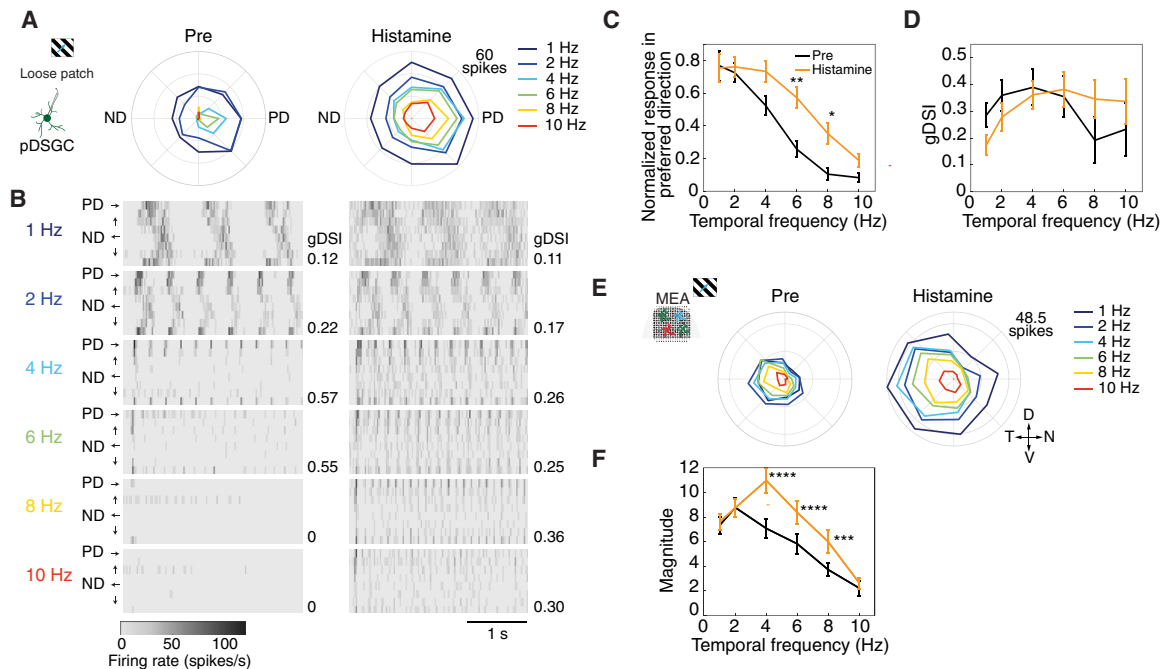 A
Loose patch
pDSGC
Pre
ND
PD
Histamine
60
spikes
ND
PD
1 Hz
2 Hz
4 Hz
6 Hz
8 Hz
10 Hz
B
1 Hz
PD
ND
gDSI
0.12
gDSI
0.11
2 Hz
PD
ND
0.22
0.17
4 Hz
PD
ND
0.57
0.26
6 Hz
PD
ND
0.55
0.25
8 Hz
PD
ND
0
0.36
10 Hz
PD
ND
0
0.30
0 50 100
Firing rate (spikes/s)
1 s
C
Normalized response in
preferred direction
0.8
0.6
0.4
0.2
0
Pre
Histamine
**
*
0 2 4 6 8 10
Temporal frequency (Hz)
D
gDSI
0.5
0.4
0.3
0.2
0.1
0
0 2 4 6 8 10
Temporal frequency (Hz)
E
MEA
Pre
Histamine
48.5
spikes
1 Hz
2 Hz
4 Hz
6 Hz
8 Hz
10 Hz
D
T N
V
F
Magnitude
12
10
8
6
4
2
0
****
****
***
0 2 4 6 8 10
Temporal frequency (Hz)